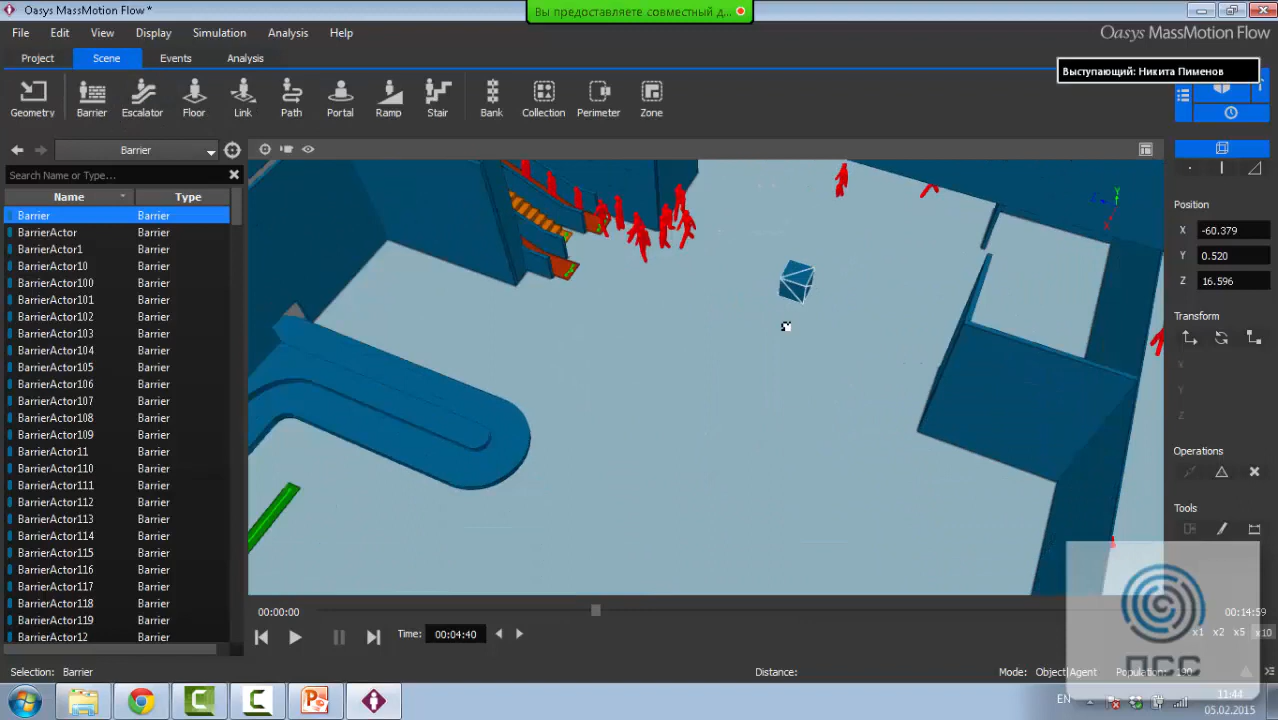 Oasys MassMotion Flow *
Вы предоставляете совместный д...
File Edit View Display Simulation Analysis Help
Oasys MassMotion Flow
Project Scene Events Analysis
Выступающий: Никита Пименов
Geometry Barrier Escalator Floor Link Path Portal Ramp Stair Bank Collection Perimeter Zone
Barrier
Search Name or Type...
Name Type
Barrier Barrier
BarrierActor Barrier
BarrierActor1 Barrier
BarrierActor10 Barrier
BarrierActor100 Barrier
BarrierActor101 Barrier
BarrierActor102 Barrier
BarrierActor103 Barrier
BarrierActor104 Barrier
BarrierActor105 Barrier
BarrierActor106 Barrier
BarrierActor107 Barrier
BarrierActor108 Barrier
BarrierActor109 Barrier
BarrierActor11 Barrier
BarrierActor110 Barrier
BarrierActor111 Barrier
BarrierActor112 Barrier
BarrierActor113 Barrier
BarrierActor114 Barrier
BarrierActor115 Barrier
BarrierActor116 Barrier
BarrierActor117 Barrier
BarrierActor118 Barrier
BarrierActor119 Barrier
BarrierActor12 Barrier
Y
X
Position
X -60.379
Y 0.520
Z 16.596
Transform
X
Y
Z
Operations
Tools
00:00:00
00:14:59
Time: 00:04:40
x1 x2 x5 x10
ПСС
Selection: Barrier
Distance:
Mode: Object|Agent
Population:
EN
11:44
05.02.2015